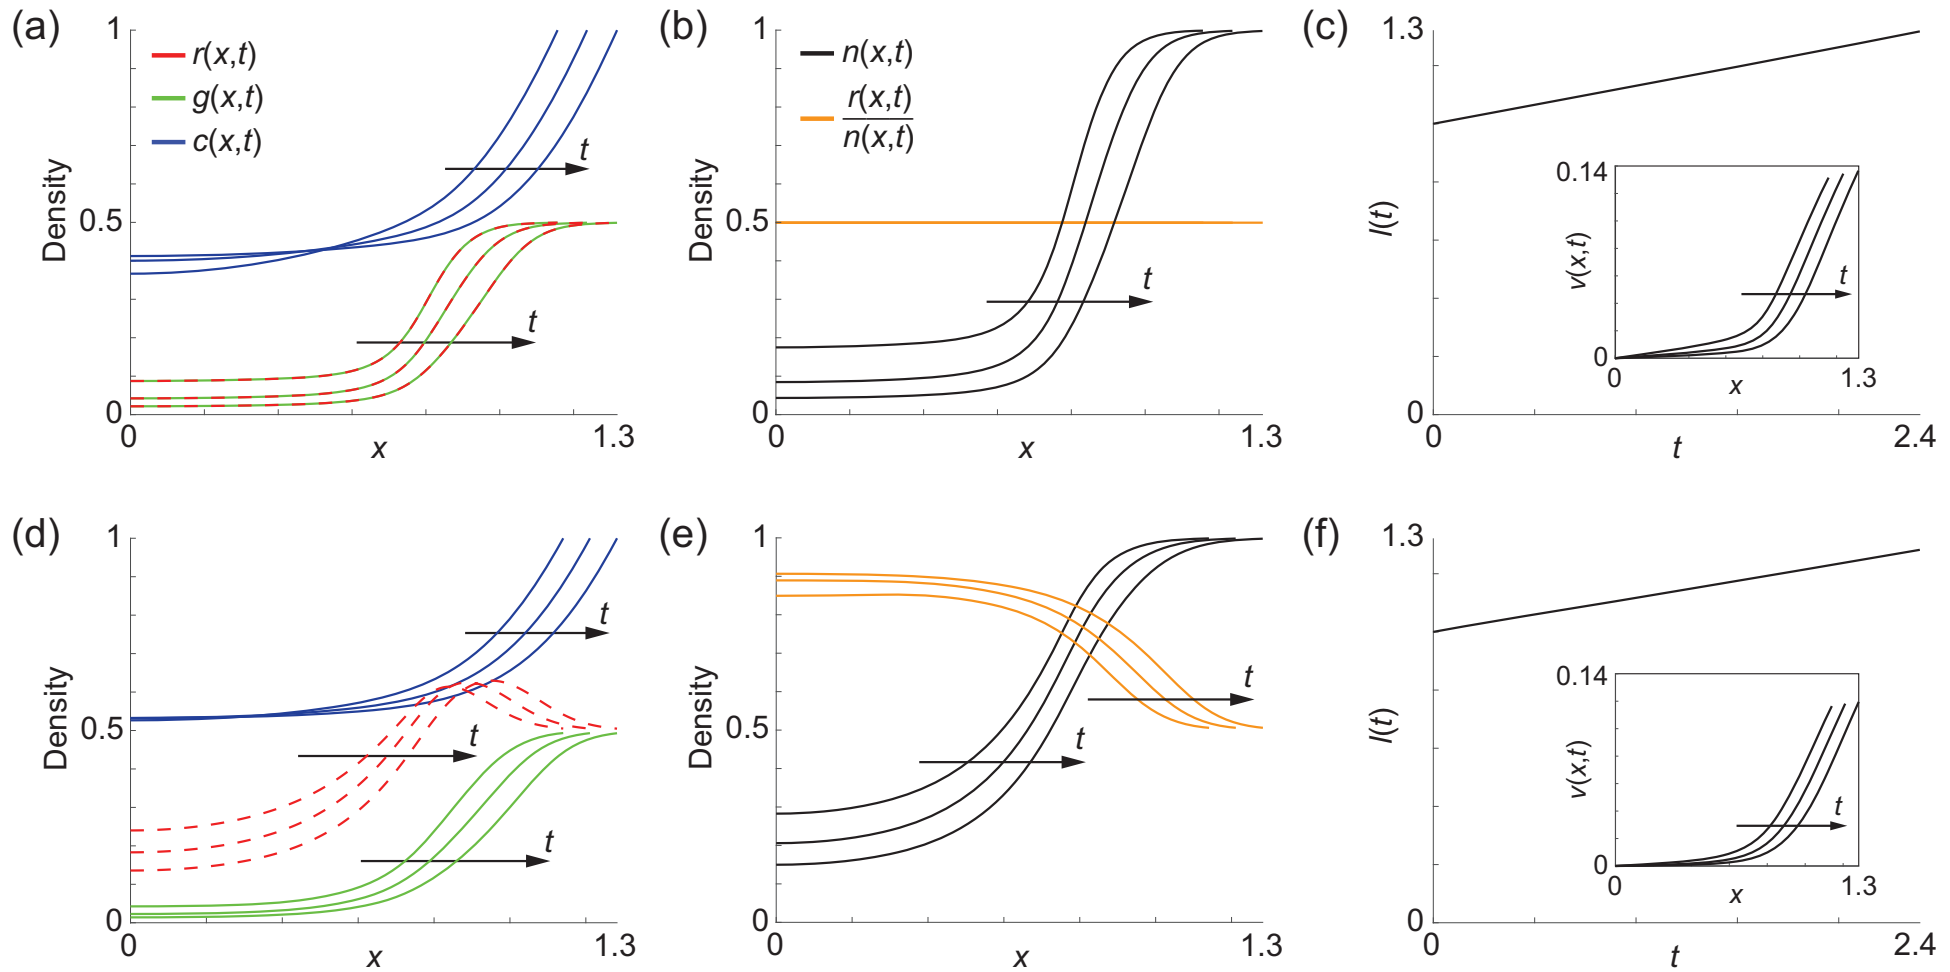 (a)
1
r(x,t)
g(x,t)
c(x,t)
t
Density
0.5
t
0
0
x
1.3
(b)
1
n(x,t)
r(x,t)
n(x,t)
Density
0.5
t
0
0
x
1.3
(c)
1.3
l(t)
0.14
v(x,t)
t
0
0
x
1.3
0
0
t
2.4
(d)
1
t
Density
0.5
t
t
0
0
x
1.3
(e)
1
Density
0.5
t
t
0
0
x
1.3
(f)
1.3
l(t)
0.14
v(x,t)
t
0
0
x
1.3
0
0
t
2.4